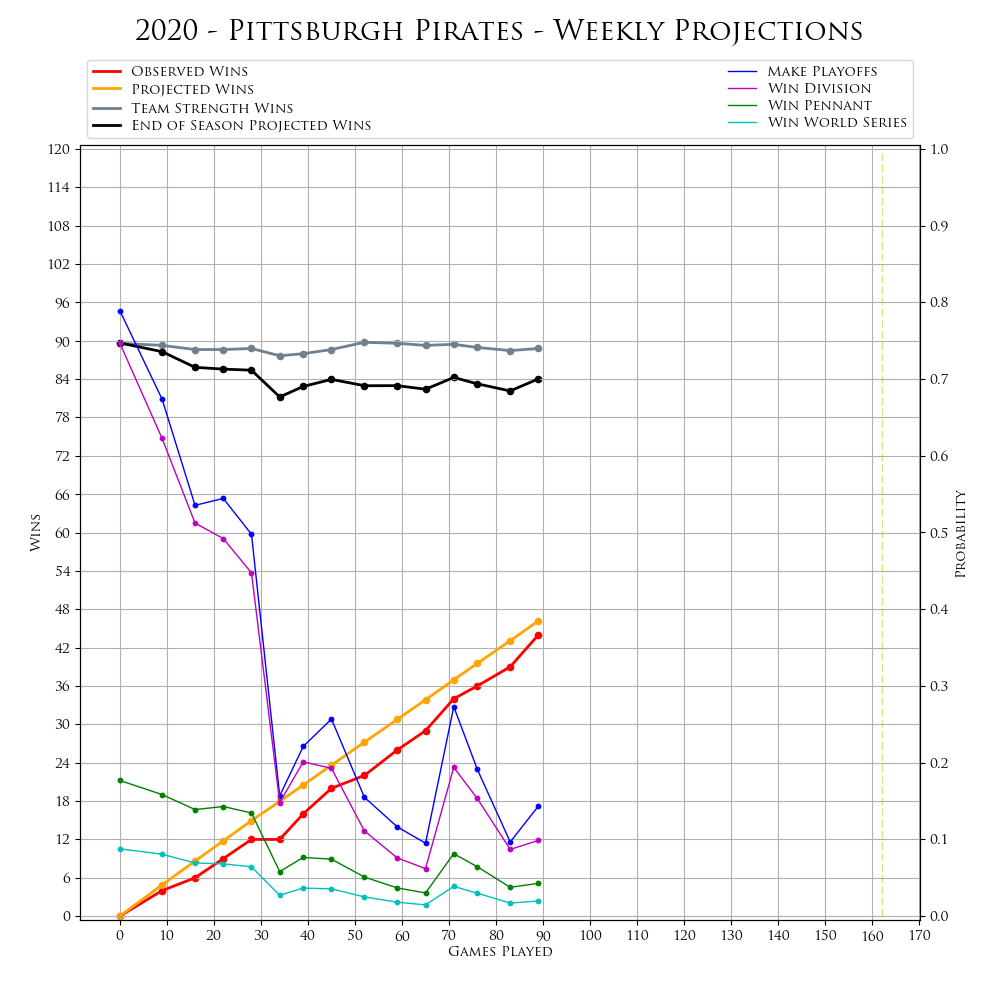 2020 - Pittsburgh Pirates - Weekly Projections
Observed Wins
Projected Wins
Team Strength Wins
End of Season Projected Wins
Make Playoffs
Win Division
Win Pennant
Win World Series
120
114
108
102
96
90
84
78
72
66
60
54
48
42
36
30
24
18
12
6
0
Wins
1.0
0.9
0.8
0.7
0.6
0.5
0.4
0.3
0.2
0.1
0.0
Probability
0 10 20 30 40 50 60 70 80 90 100 110 120 130 140 150 160 170
Games Played